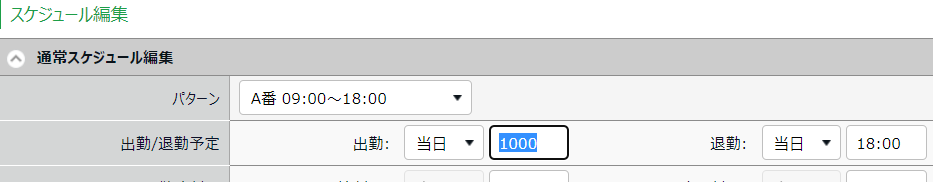 スケジュール編集
通常スケジュール編集
パターン A番 09:00～18:00
出勤/退勤予定 出勤: 当日 1000 退勤: 当日 18:00